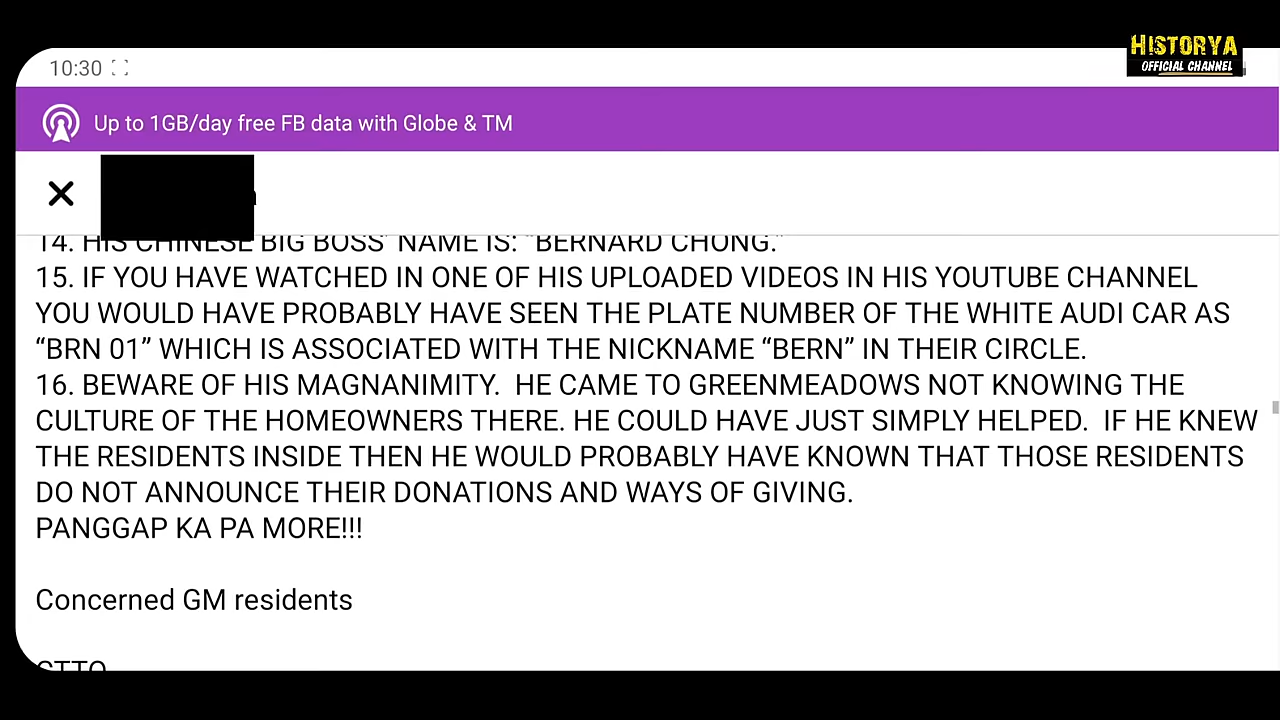 HISTORYA
OFFICIAL CHANNEL
10:30
Up to 1GB/day free FB data with Globe & TM
14. HIS CHINESE BIG BOSS' NAME IS: “BERNARD CHONG.”
15. IF YOU HAVE WATCHED IN ONE OF HIS UPLOADED VIDEOS IN HIS YOUTUBE CHANNEL
YOU WOULD HAVE PROBABLY HAVE SEEN THE PLATE NUMBER OF THE WHITE AUDI CAR AS
“BRN 01” WHICH IS ASSOCIATED WITH THE NICKNAME “BERN” IN THEIR CIRCLE.
16. BEWARE OF HIS MAGNANIMITY.  HE CAME TO GREENMEADOWS NOT KNOWING THE
CULTURE OF THE HOMEOWNERS THERE. HE COULD HAVE JUST SIMPLY HELPED.  IF HE KNEW
THE RESIDENTS INSIDE THEN HE WOULD PROBABLY HAVE KNOWN THAT THOSE RESIDENTS
DO NOT ANNOUNCE THEIR DONATIONS AND WAYS OF GIVING.
PANGGAP KA PA MORE!!!
Concerned GM residents
CTTO